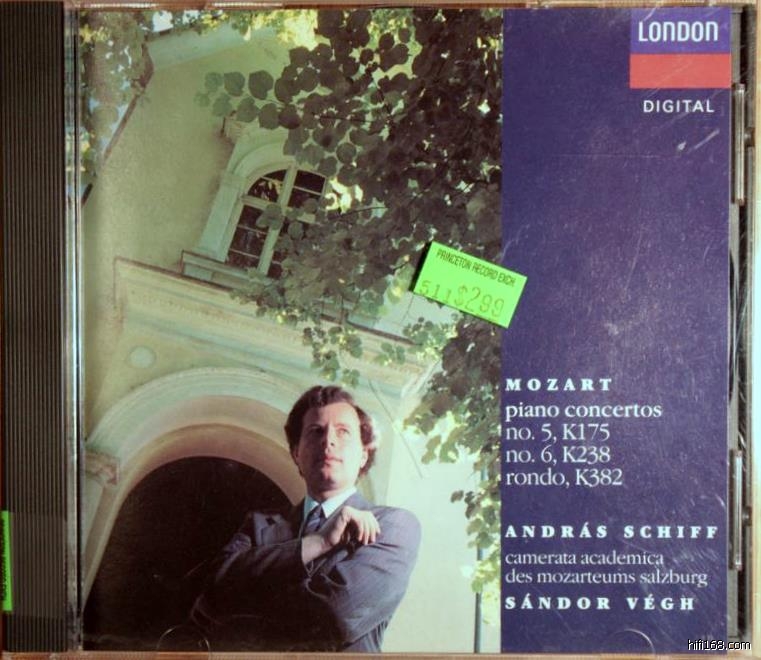 LONDON
DIGITAL
PRINCETON RECORD EXCH.
511 $2.99
MOZART
piano concertos
no. 5, K175
no. 6, K238
rondo, K382
ANDRÁS SCHIFF
camerata academica
des mozarteums salzburg
SÁNDOR VÉGH
hifi168.com